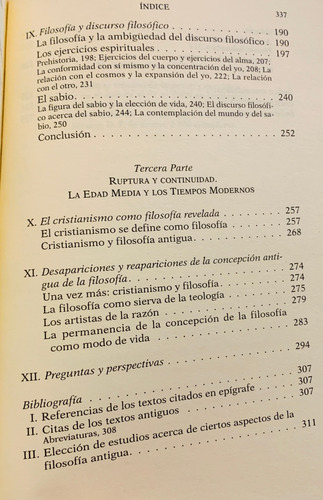 ÍNDICE
337
IX. Filosofía y discurso filosófico . . . . . . . . . . . . . . 190
La filosofía y la ambigüedad del discurso filosófico . 190
Los ejercicios espirituales . . . . . . . . . . . . . . . . . 197
Prehistoria, 198; Ejercicios del cuerpo y ejercicios del alma, 207;
La conformidad con sí mismo y la concentración del yo, 208; La
relación con el cosmos y la expansión del yo, 222; La relación
con el otro, 231
El sabio. . . . . . . . . . . . . . . . . . . . . . . . . . . . 240
La figura del sabio y la elección de vida, 240; El discurso filosófi-
co acerca del sabio, 244; La contemplación del mundo y del sa-
bio, 250
Conclusión . . . . . . . . . . . . . . . . . . . . . . . . . . 252
Tercera Parte
RUPTURA Y CONTINUIDAD.
LA EDAD MEDIA Y LOS TIEMPOS MODERNOS
X. El cristianismo como filosofía revelada . . . . . . . . 257
El cristianismo se define como filosofía . . . . . . . . 257
Cristianismo y filosofía antigua. . . . . . . . . . . . . . 268
XI. Desapariciones y reapariciones de la concepción anti-
gua de la filosofía. . . . . . . . . . . . . . . . . . . . . . 274
Una vez más: cristianismo y filosofía . . . . . . . . . . 274
La filosofía como sierva de la teología . . . . . . . . . 275
Los artistas de la razón . . . . . . . . . . . . . . . . . . 279
La permanencia de la concepción de la filosofía
como modo de vida . . . . . . . . . . . . . . . . . . . . 283
XII. Preguntas y perspectivas . . . . . . . . . . . . . . . . . 294
Bibliografía . . . . . . . . . . . . . . . . . . . . . . . . . . 307
I. Referencias de los textos citados en epígrafe . . . . 307
II. Citas de los textos antiguos . . . . . . . . . . . . . . . 307
Abreviaturas, 308
III. Elección de estudios acerca de ciertos aspectos de la
filosofía antigua. . . . . . . . . . . . . . . . . . . . . . . 311